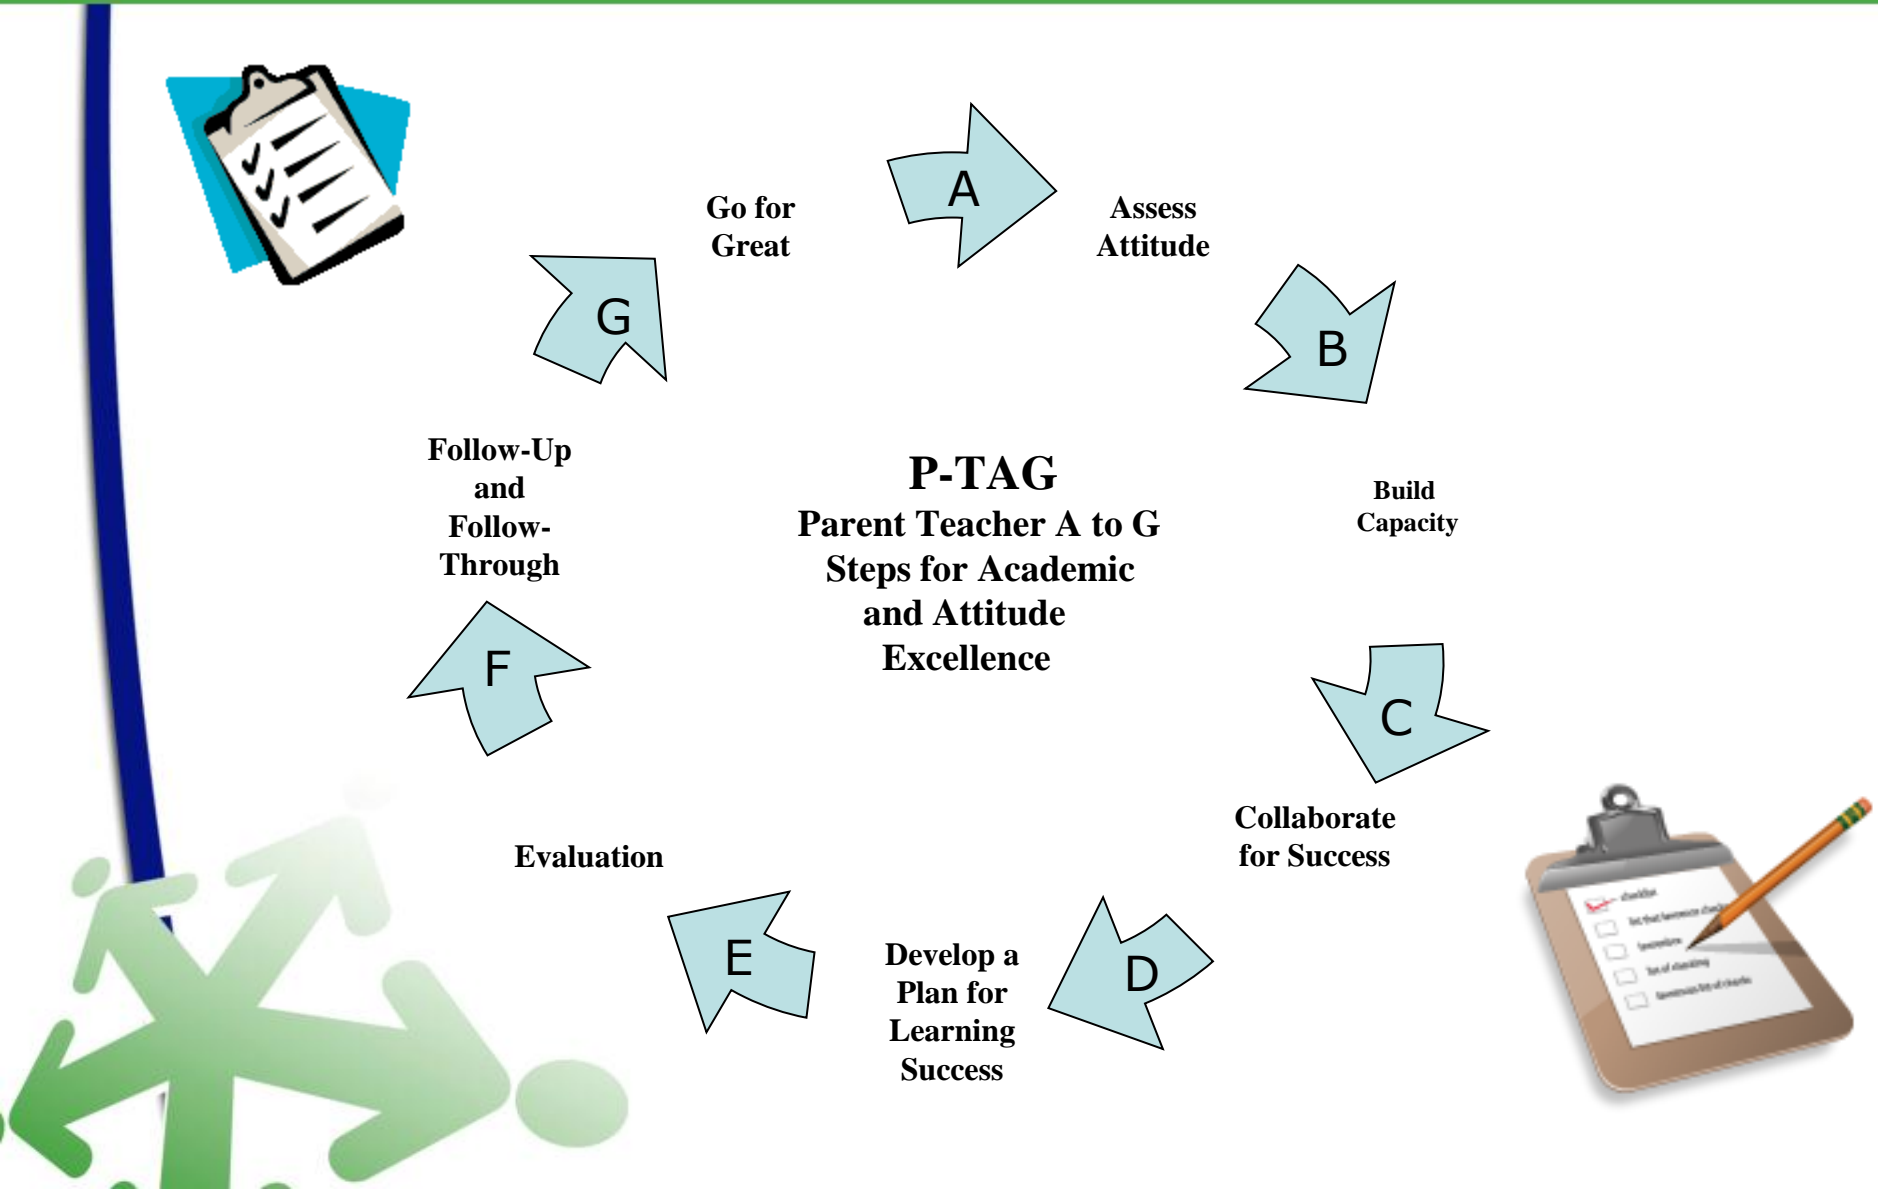 P-TAG
Parent Teacher A to G
Steps for Academic
and Attitude
Excellence
A
Assess
Attitude
B
Build
Capacity
C
Collaborate
for Success
D
Develop a
Plan for
Learning
Success
E
Evaluation
F
Follow-Up
and
Follow-
Through
G
Go for
Great
checklist